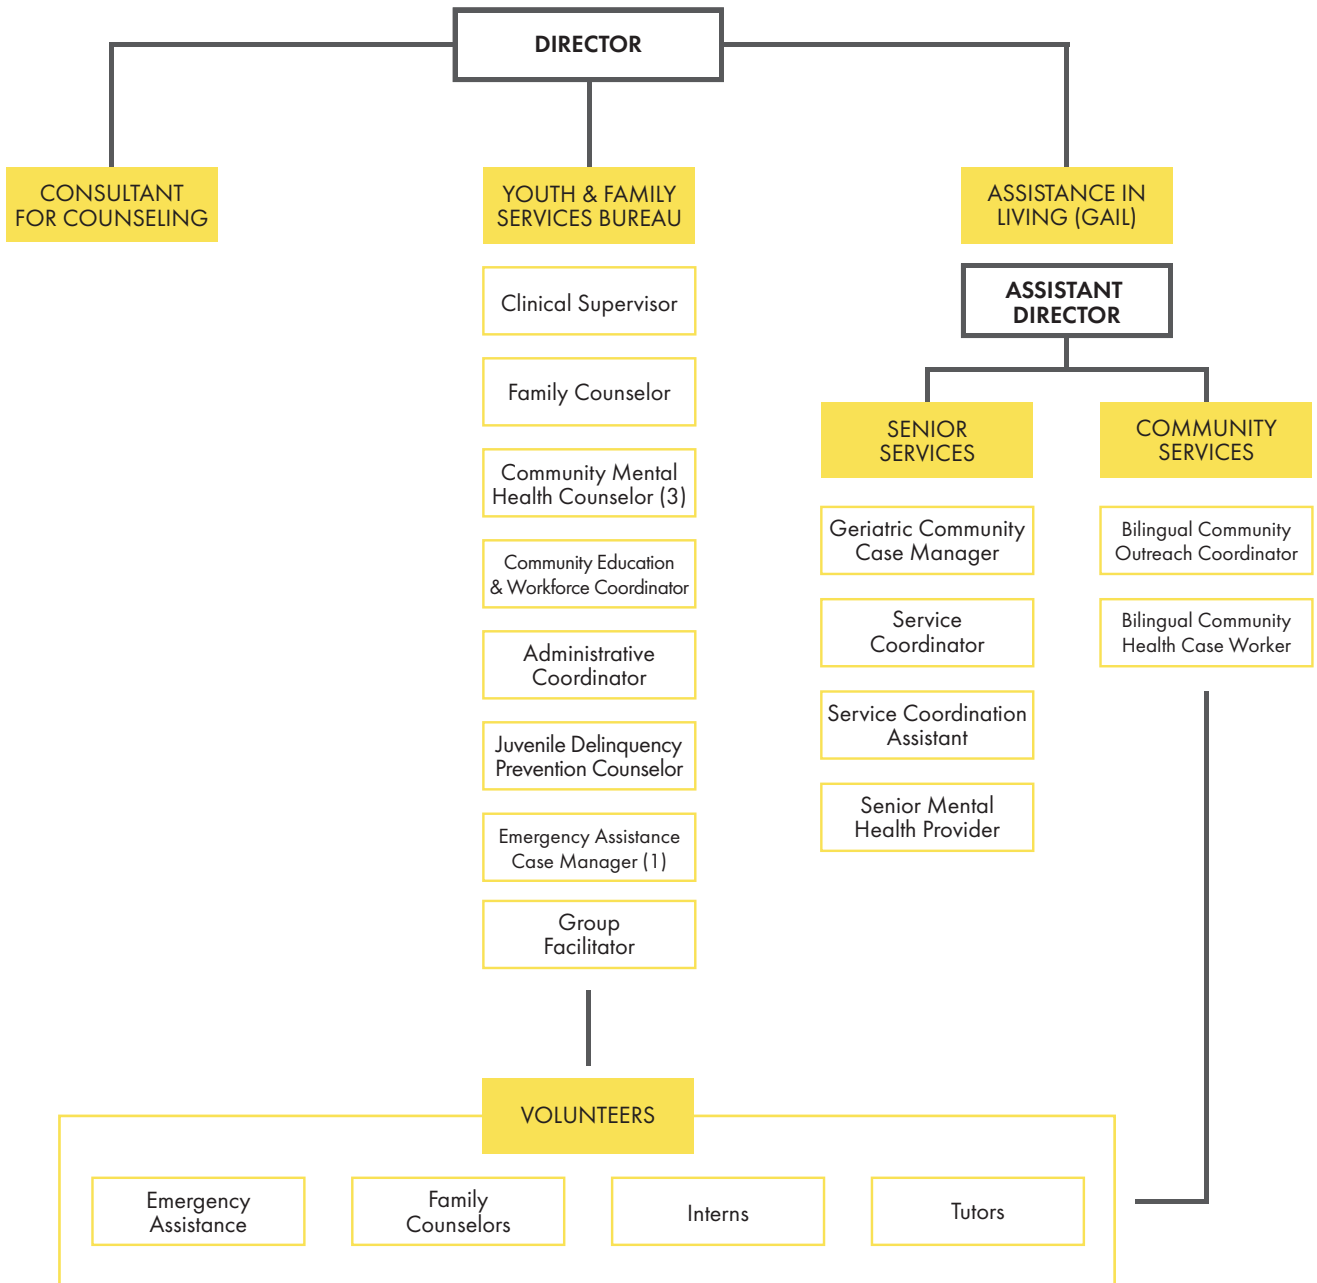 DIRECTOR
CONSULTANT
FOR COUNSELING
YOUTH & FAMILY
SERVICES BUREAU
ASSISTANCE IN
LIVING (GAIL)
Clinical Supervisor
Family Counselor
Community Mental
Health Counselor (3)
Community Education
& Workforce Coordinator
Administrative
Coordinator
Juvenile Delinquency
Prevention Counselor
Emergency Assistance
Case Manager (1)
Group
Facilitator
ASSISTANT
DIRECTOR
SENIOR
SERVICES
Geriatric Community
Case Manager
Service
Coordinator
Service Coordination
Assistant
Senior Mental
Health Provider
COMMUNITY
SERVICES
Bilingual Community
Outreach Coordinator
Bilingual Community
Health Case Worker
VOLUNTEERS
Emergency
Assistance
Family
Counselors
Interns
Tutors